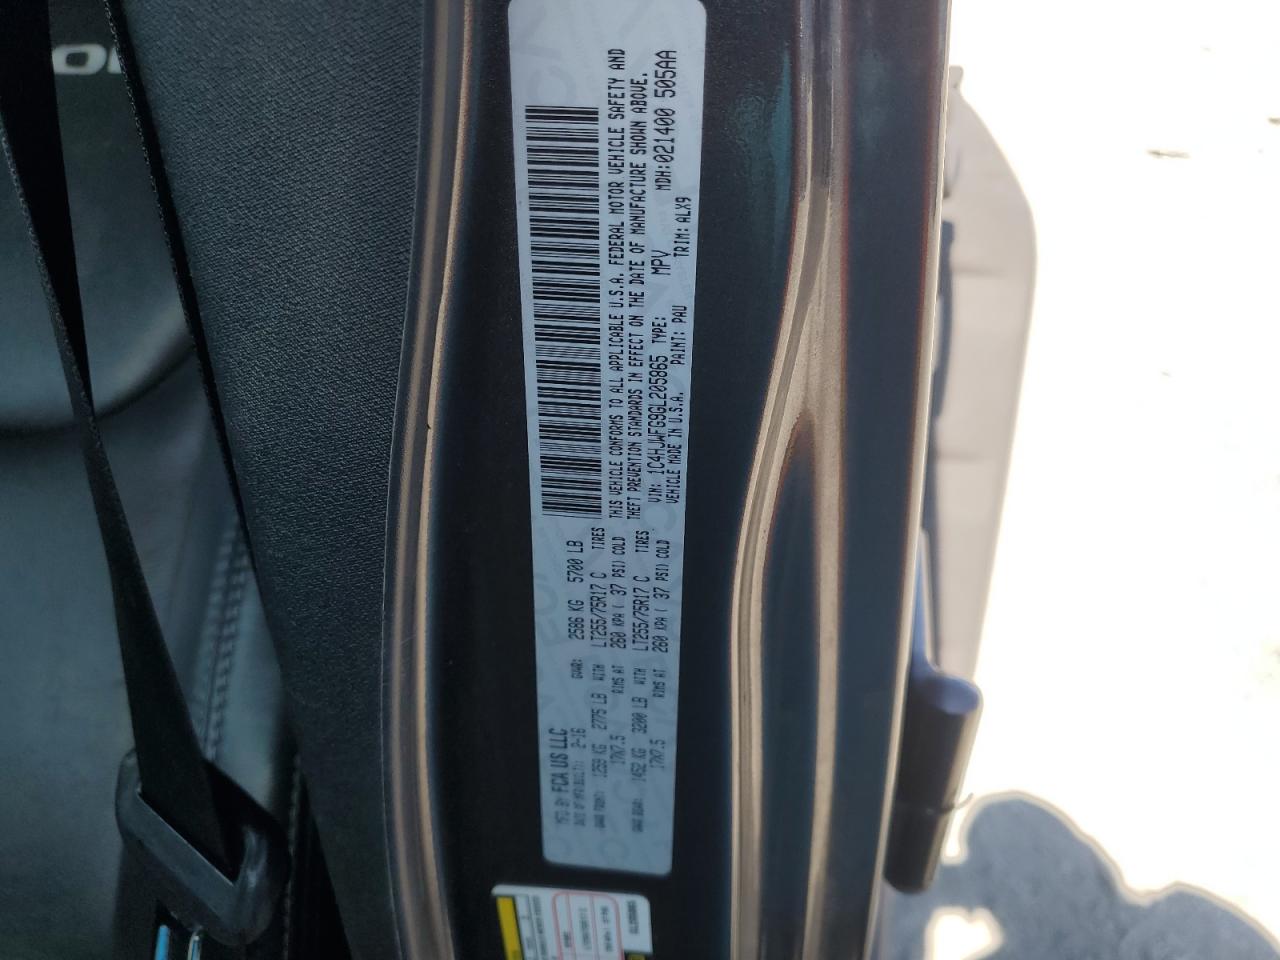 MFD BY FCA US LLC
DATE OF MFR(BUILT): 2-16 GVWR: 2586 KG 5700 LB
GAWR FRONT: 1259 KG 2775 LB WITH LT255/75R17 C TIRES
17X7.5 RIMS AT 260 KPA ( 37 PSI) COLD
GAWR REAR: 1452 KG 3200 LB WITH LT255/75R17 C TIRES
17X7.5 RIMS AT 260 KPA ( 37 PSI) COLD
THIS VEHICLE CONFORMS TO ALL APPLICABLE U.S.A. FEDERAL MOTOR VEHICLE SAFETY AND
THEFT PREVENTION STANDARDS IN EFFECT ON THE DATE OF MANUFACTURE SHOWN ABOVE.
VIN: 1C4HJWFG9GL205865 TYPE: MPV MDH:021400 505AA
VEHICLE MADE IN U.S.A. PAINT: PAU TRIM: ALX9